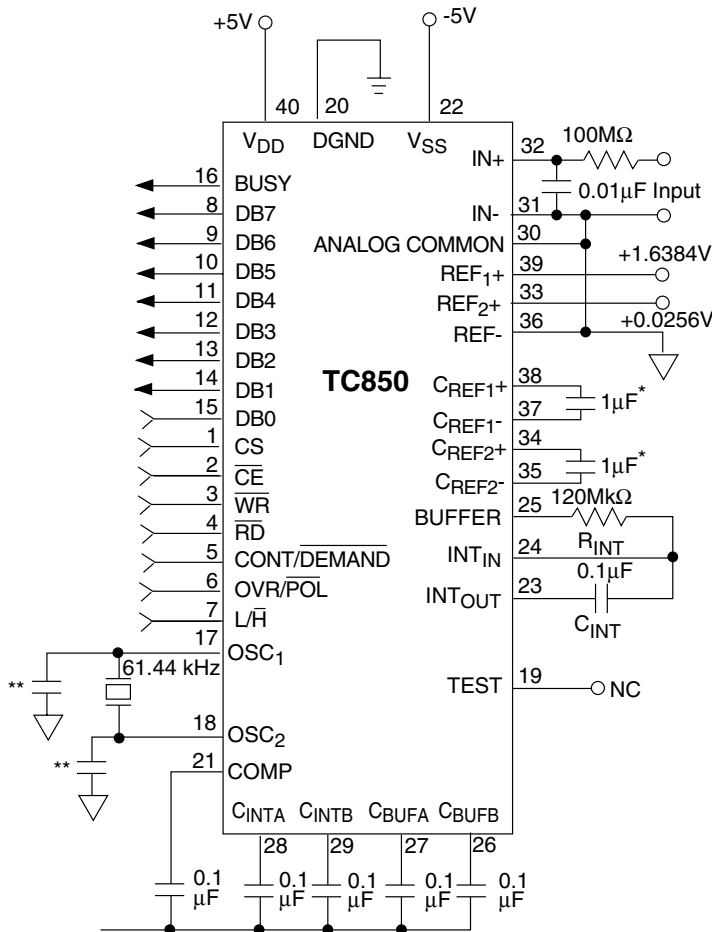 +5V
-5V
40
20
22
VDD
DGND
VSS
32
100MΩ
IN+
0.01µF Input
16
BUSY
31
IN-
8
DB7
30
ANALOG COMMON
9
DB6
39
+1.6384V
REF1+
10
DB5
33
REF2+
11
DB4
36
+0.0256V
REF-
12
DB3
13
DB2
TC850
14
DB1
38
CREF1+
1µF*
37
CREF1-
15
DB0
34
CREF2+
1µF*
35
CREF2-
1
CS
2
CE
25
120MkΩ
BUFFER
3
WR
24
RINT
INTIN
4
RD
0.1µF
5
CONT/DEMAND
23
INTOUT
CINT
6
OVR/POL
7
L/H
17
OSC1
61.44 kHz
**
19
TEST
NC
18
OSC2
**
21
COMP
CINTA
CINTB
CBUFA
CBUFB
28
29
27
26
0.1
µF
0.1
µF
0.1
µF
0.1
µF
0.1
µF